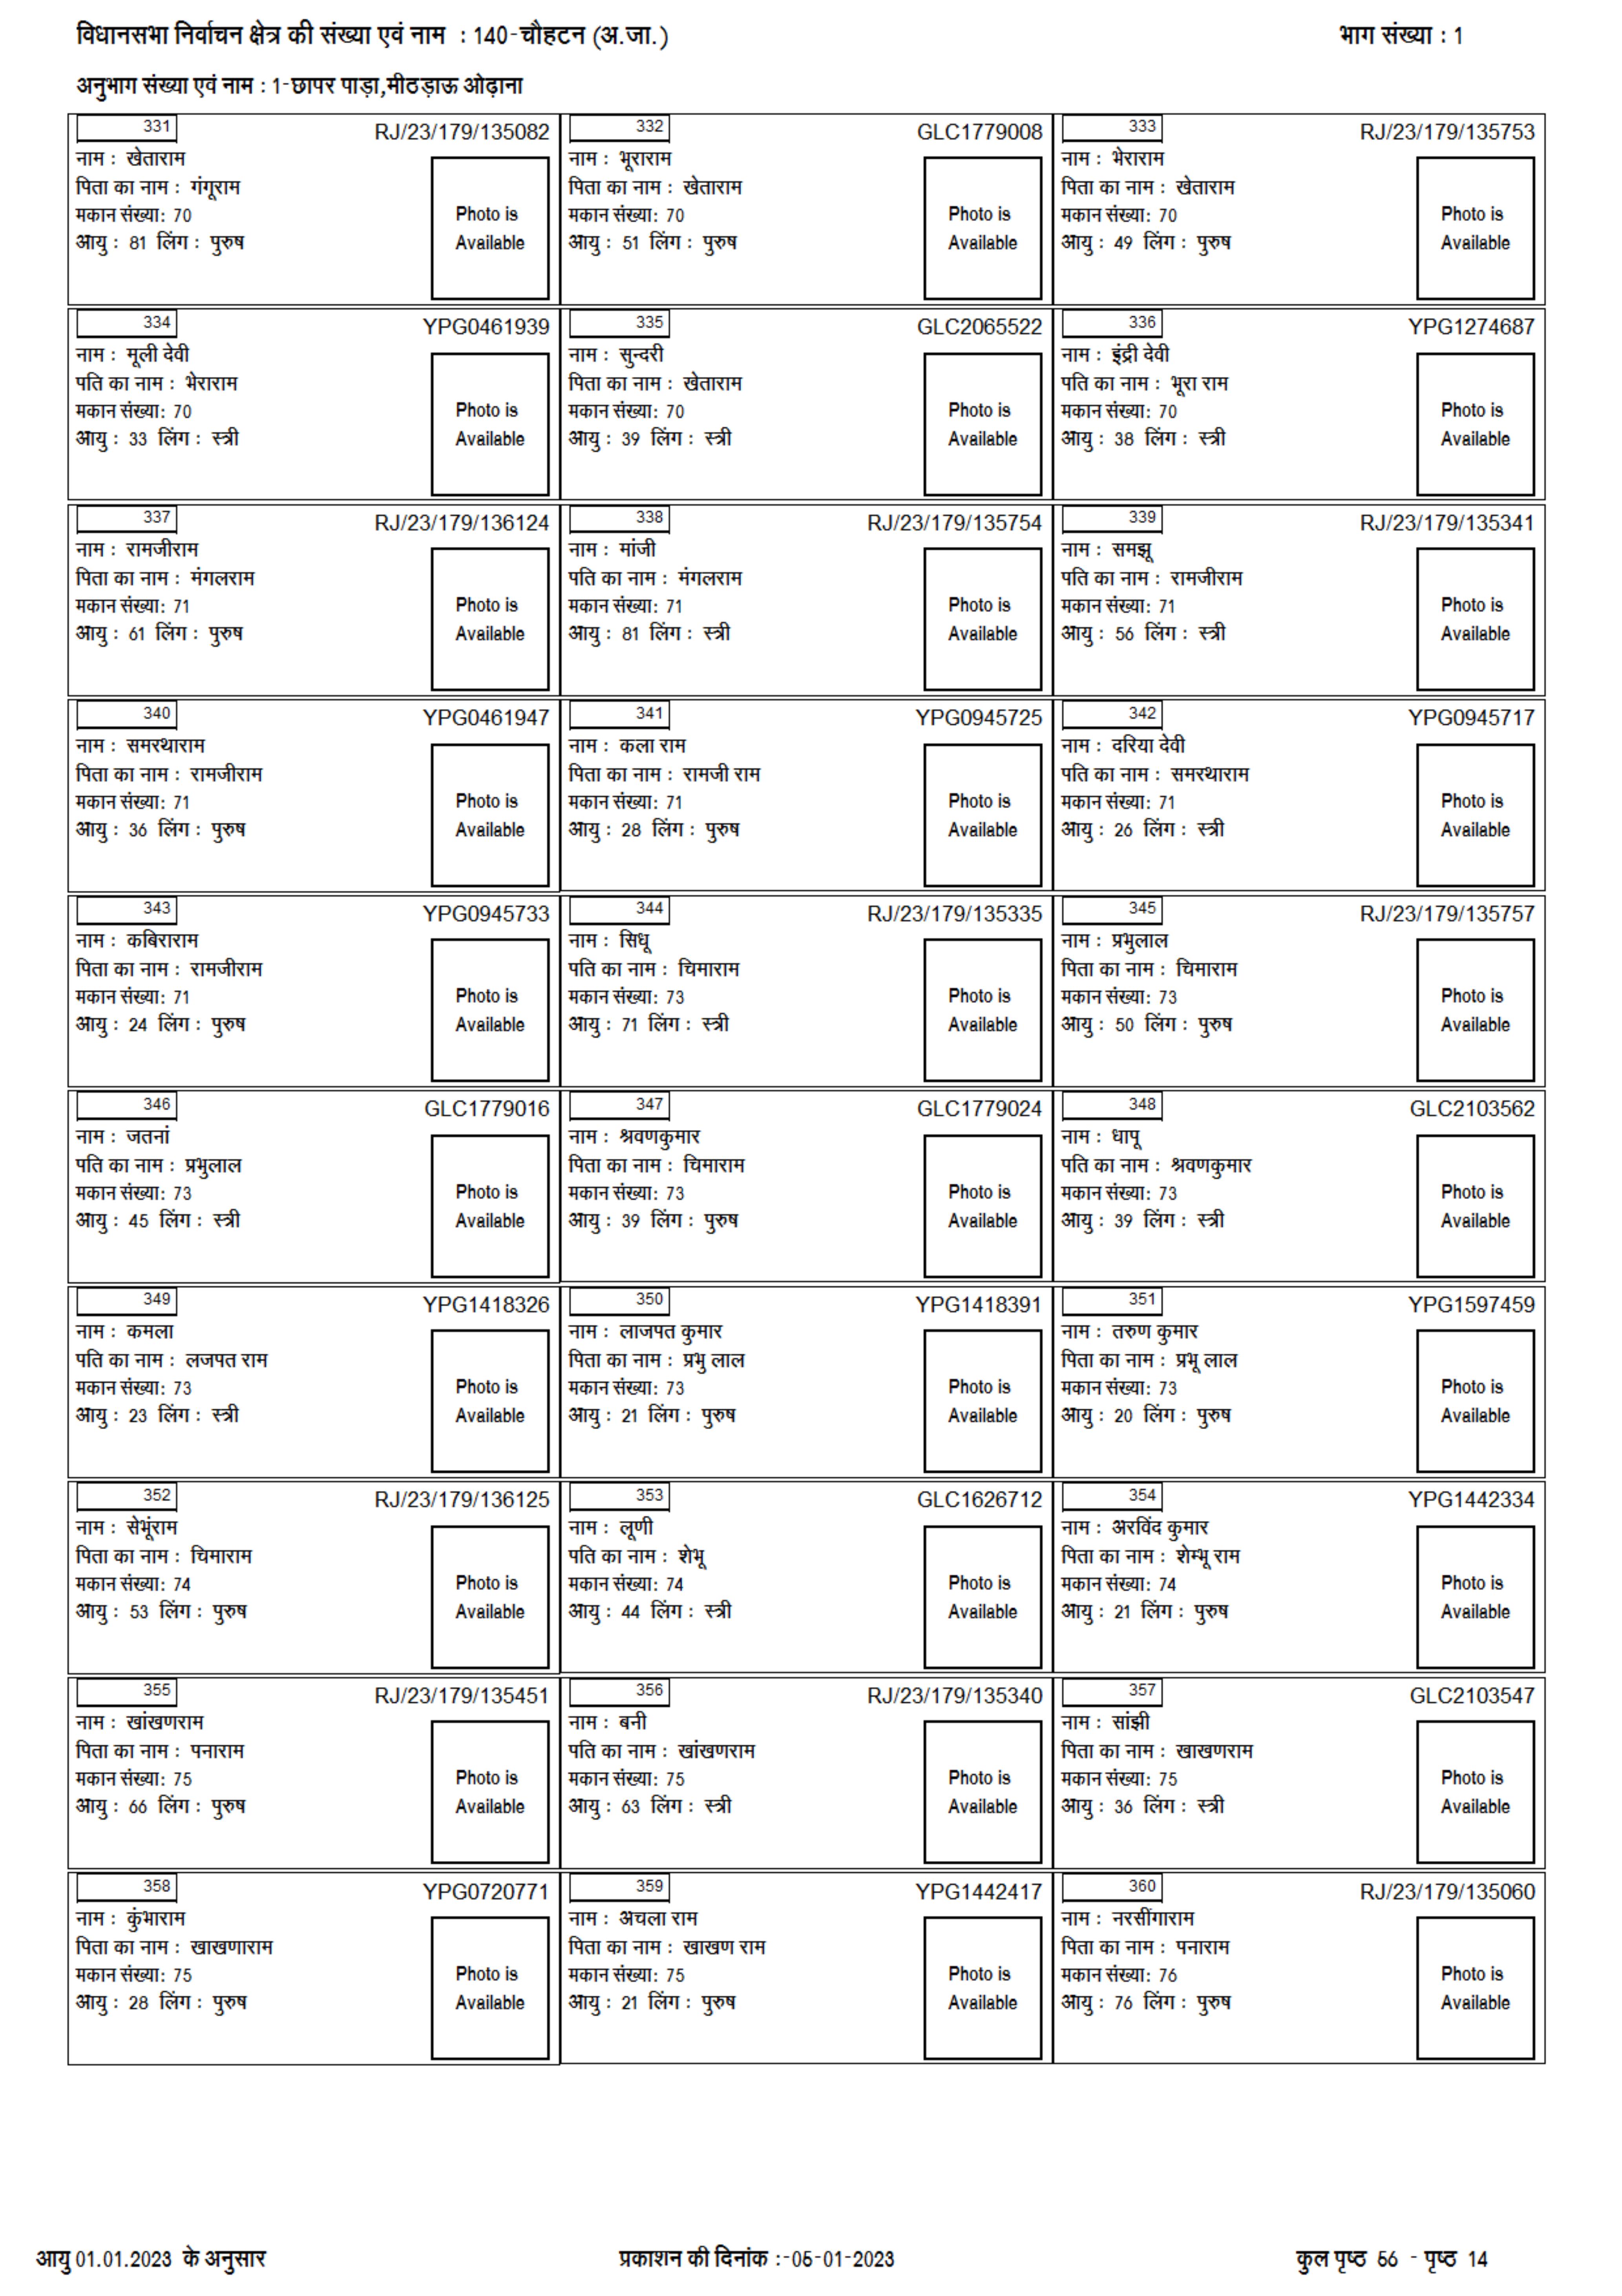 विधानसभा निर्वाचन क्षेत्र की संख्या एवं नाम : 140-चौहटन (अ.जा.) भाग संख्या : 1
अनुभाग संख्या एवं नाम : 1-छापर पाड़ा,मीठड़ाऊ ओढ़ाना
331 RJ/23/179/135082
नाम : खेताराम
पिता का नाम : गंगूराम
मकान संख्या: 70
आयु : 81 लिंग : पुरुष
Photo is
Available
332 GLC1779008
नाम : भूराराम
पिता का नाम : खेताराम
मकान संख्या: 70
आयु : 51 लिंग : पुरुष
Photo is
Available
333 RJ/23/179/135753
नाम : भेराराम
पिता का नाम : खेताराम
मकान संख्या: 70
आयु : 49 लिंग : पुरुष
Photo is
Available
334 YPG0461939
नाम : मूली देवी
पति का नाम : भेराराम
मकान संख्या: 70
आयु : 33 लिंग : स्त्री
Photo is
Available
335 GLC2065522
नाम : सुन्दरी
पिता का नाम : खेताराम
मकान संख्या: 70
आयु : 39 लिंग : स्त्री
Photo is
Available
336 YPG1274687
नाम : इंद्री देवी
पति का नाम : भूरा राम
मकान संख्या: 70
आयु : 38 लिंग : स्त्री
Photo is
Available
337 RJ/23/179/136124
नाम : रामजीराम
पिता का नाम : मंगलराम
मकान संख्या: 71
आयु : 61 लिंग : पुरुष
Photo is
Available
338 RJ/23/179/135754
नाम : मांजी
पति का नाम : मंगलराम
मकान संख्या: 71
आयु : 81 लिंग : स्त्री
Photo is
Available
339 RJ/23/179/135341
नाम : समझू
पति का नाम : रामजीराम
मकान संख्या: 71
आयु : 56 लिंग : स्त्री
Photo is
Available
340 YPG0461947
नाम : समरथाराम
पिता का नाम : रामजीराम
मकान संख्या: 71
आयु : 36 लिंग : पुरुष
Photo is
Available
341 YPG0945725
नाम : कला राम
पिता का नाम : रामजी राम
मकान संख्या: 71
आयु : 28 लिंग : पुरुष
Photo is
Available
342 YPG0945717
नाम : दरिया देवी
पति का नाम : समरथाराम
मकान संख्या: 71
आयु : 26 लिंग : स्त्री
Photo is
Available
343 YPG0945733
नाम : कबिराराम
पिता का नाम : रामजीराम
मकान संख्या: 71
आयु : 24 लिंग : पुरुष
Photo is
Available
344 RJ/23/179/135335
नाम : सिधू
पति का नाम : चिमाराम
मकान संख्या: 73
आयु : 71 लिंग : स्त्री
Photo is
Available
345 RJ/23/179/135757
नाम : प्रभुलाल
पिता का नाम : चिमाराम
मकान संख्या: 73
आयु : 50 लिंग : पुरुष
Photo is
Available
346 GLC1779016
नाम : जतनां
पति का नाम : प्रभुलाल
मकान संख्या: 73
आयु : 45 लिंग : स्त्री
Photo is
Available
347 GLC1779024
नाम : श्रवणकुमार
पिता का नाम : चिमाराम
मकान संख्या: 73
आयु : 39 लिंग : पुरुष
Photo is
Available
348 GLC2103562
नाम : धापू
पति का नाम : श्रवणकुमार
मकान संख्या: 73
आयु : 39 लिंग : स्त्री
Photo is
Available
349 YPG1418326
नाम : कमला
पति का नाम : लजपत राम
मकान संख्या: 73
आयु : 23 लिंग : स्त्री
Photo is
Available
350 YPG1418391
नाम : लाजपत कुमार
पिता का नाम : प्रभु लाल
मकान संख्या: 73
आयु : 21 लिंग : पुरुष
Photo is
Available
351 YPG1597459
नाम : तरुण कुमार
पिता का नाम : प्रभू लाल
मकान संख्या: 73
आयु : 20 लिंग : पुरुष
Photo is
Available
352 RJ/23/179/136125
नाम : सेभूंराम
पिता का नाम : चिमाराम
मकान संख्या: 74
आयु : 53 लिंग : पुरुष
Photo is
Available
353 GLC1626712
नाम : लूणी
पति का नाम : शेभू
मकान संख्या: 74
आयु : 44 लिंग : स्त्री
Photo is
Available
354 YPG1442334
नाम : अरविंद कुमार
पिता का नाम : शेम्भू राम
मकान संख्या: 74
आयु : 21 लिंग : पुरुष
Photo is
Available
355 RJ/23/179/135451
नाम : खांखणराम
पिता का नाम : पनाराम
मकान संख्या: 75
आयु : 66 लिंग : पुरुष
Photo is
Available
356 RJ/23/179/135340
नाम : बनी
पति का नाम : खांखणराम
मकान संख्या: 75
आयु : 63 लिंग : स्त्री
Photo is
Available
357 GLC2103547
नाम : सांझी
पिता का नाम : खाखणराम
मकान संख्या: 75
आयु : 36 लिंग : स्त्री
Photo is
Available
358 YPG0720771
नाम : कुंभाराम
पिता का नाम : खाखणाराम
मकान संख्या: 75
आयु : 28 लिंग : पुरुष
Photo is
Available
359 YPG1442417
नाम : अचला राम
पिता का नाम : खाखण राम
मकान संख्या: 75
आयु : 21 लिंग : पुरुष
Photo is
Available
360 RJ/23/179/135060
नाम : नरसींगाराम
पिता का नाम : पनाराम
मकान संख्या: 76
आयु : 76 लिंग : पुरुष
Photo is
Available
आयु 01.01.2023 के अनुसार प्रकाशन की दिनांक :-05-01-2023 कुल पृष्ठ 56 - पृष्ठ 14